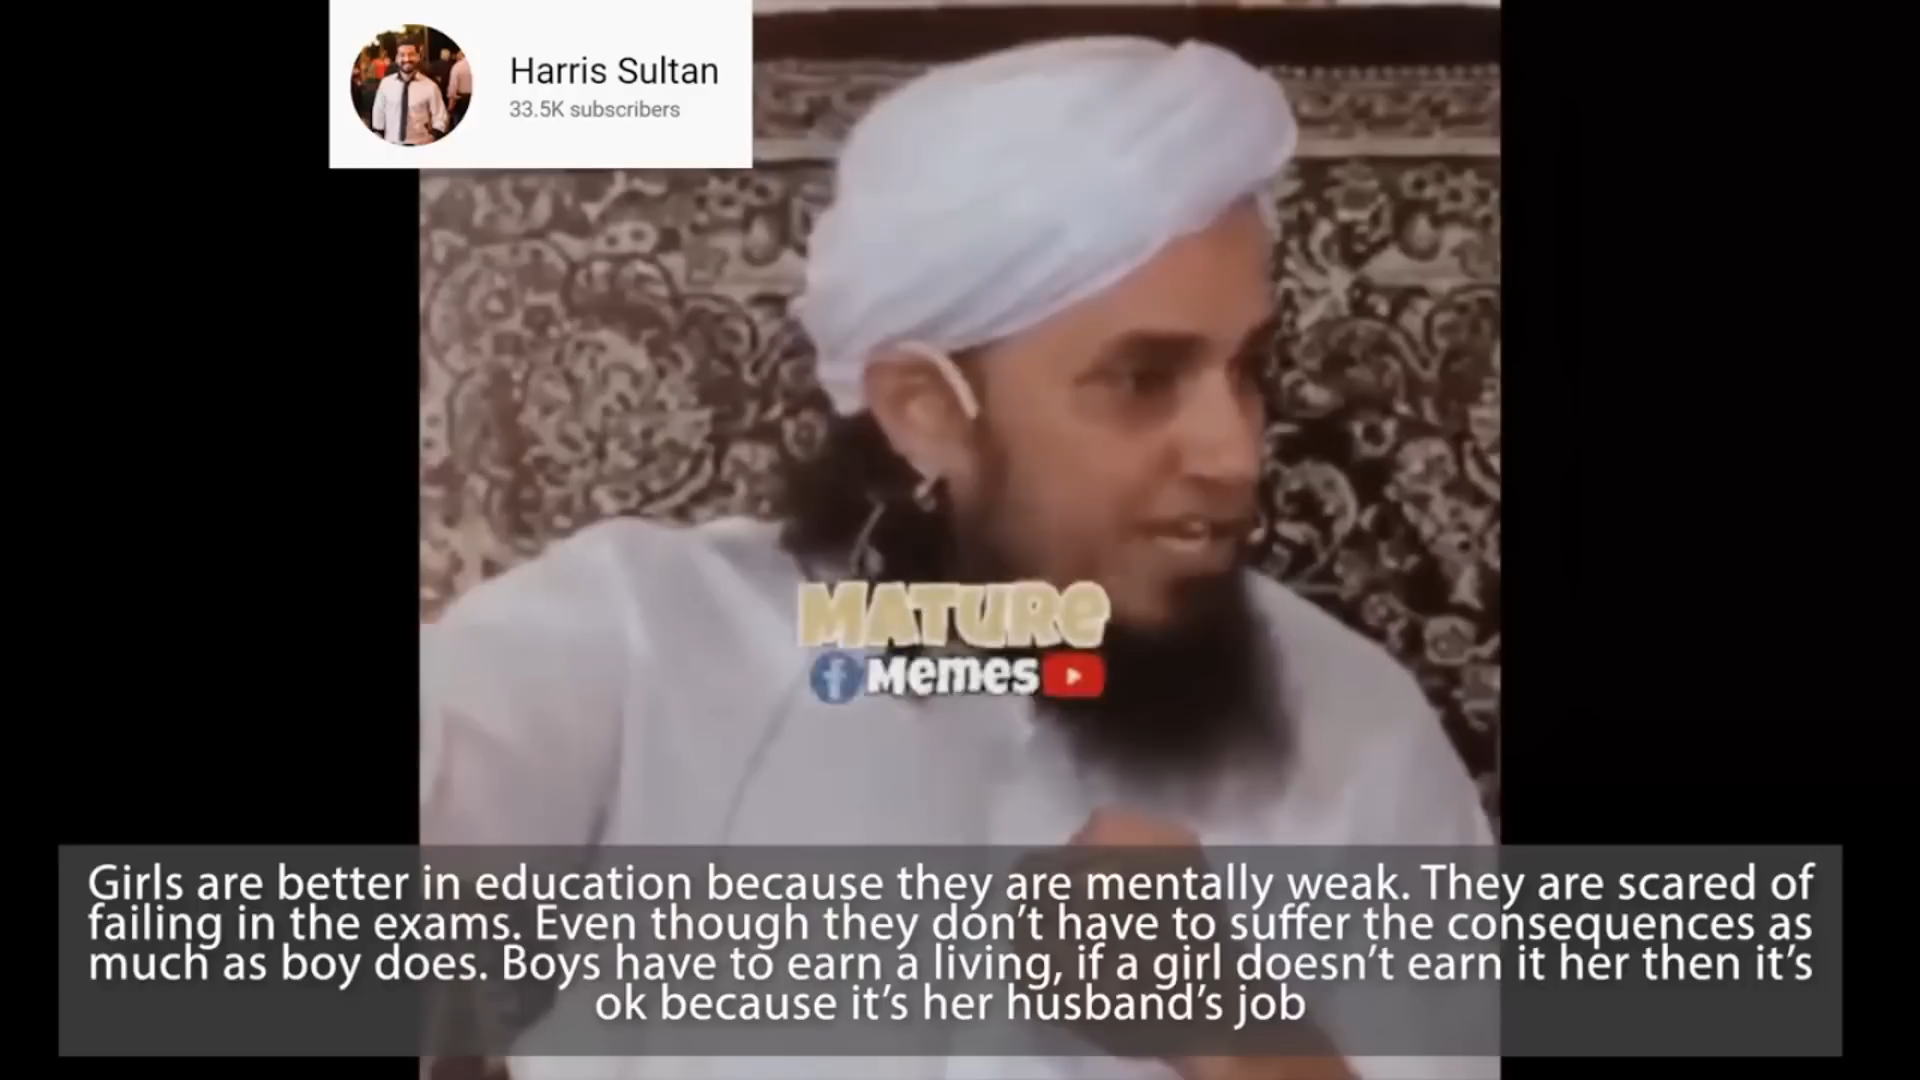 Harris Sultan
33.5K subscribers
MATURe
Memes
Girls are better in education because they are mentally weak. They are scared of
failing in the exams. Even though they don't have to suffer the consequences as
much as boy does. Boys have to earn a living, if a girl doesn't earn it her then it's
ok because it's her husband's job